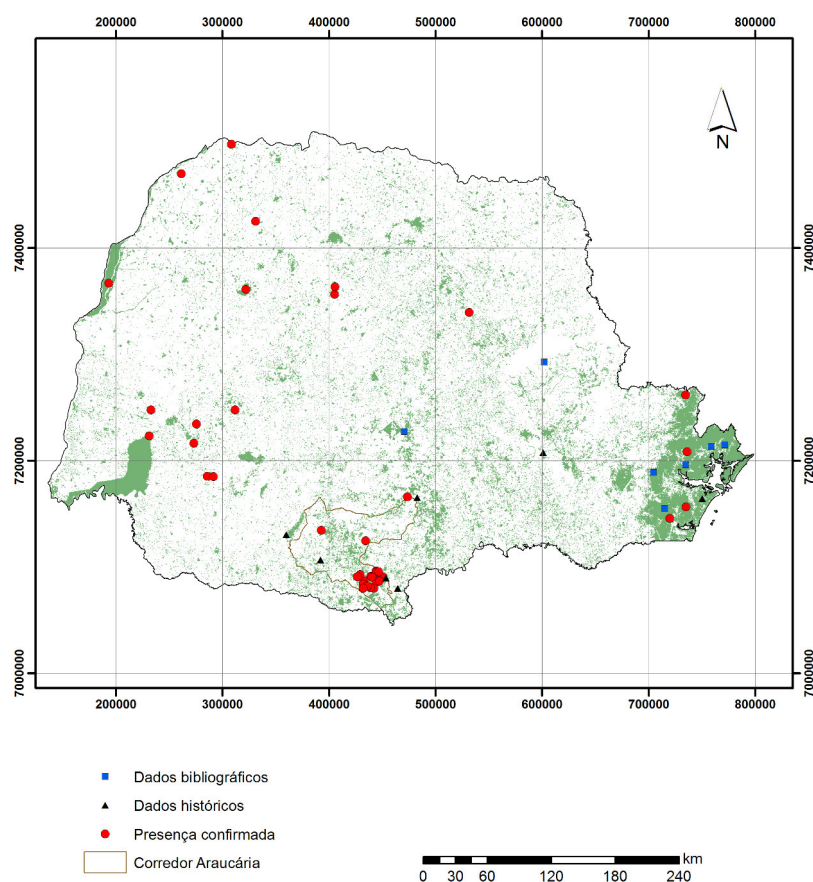 200000 300000 400000 500000 600000 700000 800000
N
7400000 7400000
7200000 7200000
7000000 7000000
200000 300000 400000 500000 600000 700000 800000
Dados bibliográficos
Dados históricos
Presença confirmada
Corredor Araucária
km
0 30 60 120 180 240